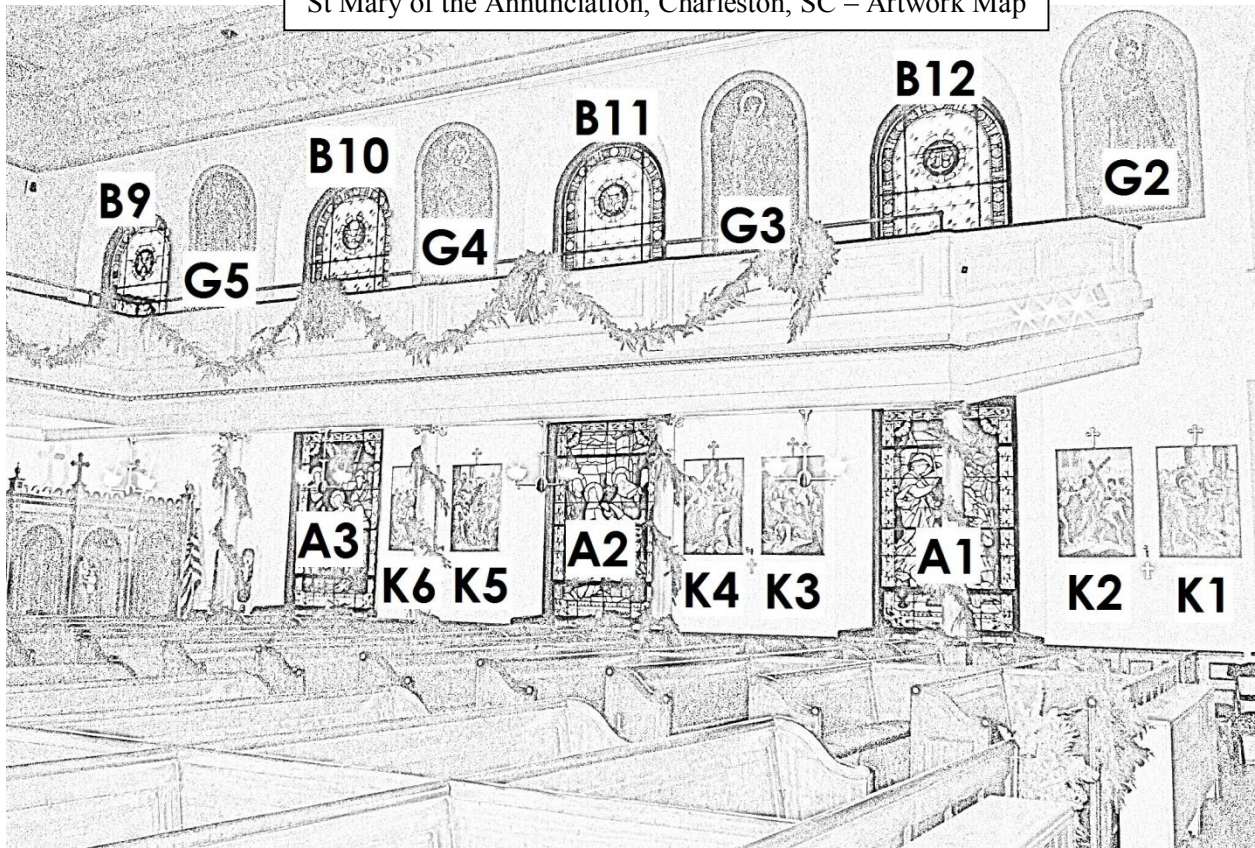 St Mary of the Annunciation, Charleston, SC – Artwork Map
B12
B11
B10
G2
B9
G3
G4
G5
A3
A2
A1
K6
K5
K4
K3
K2
K1